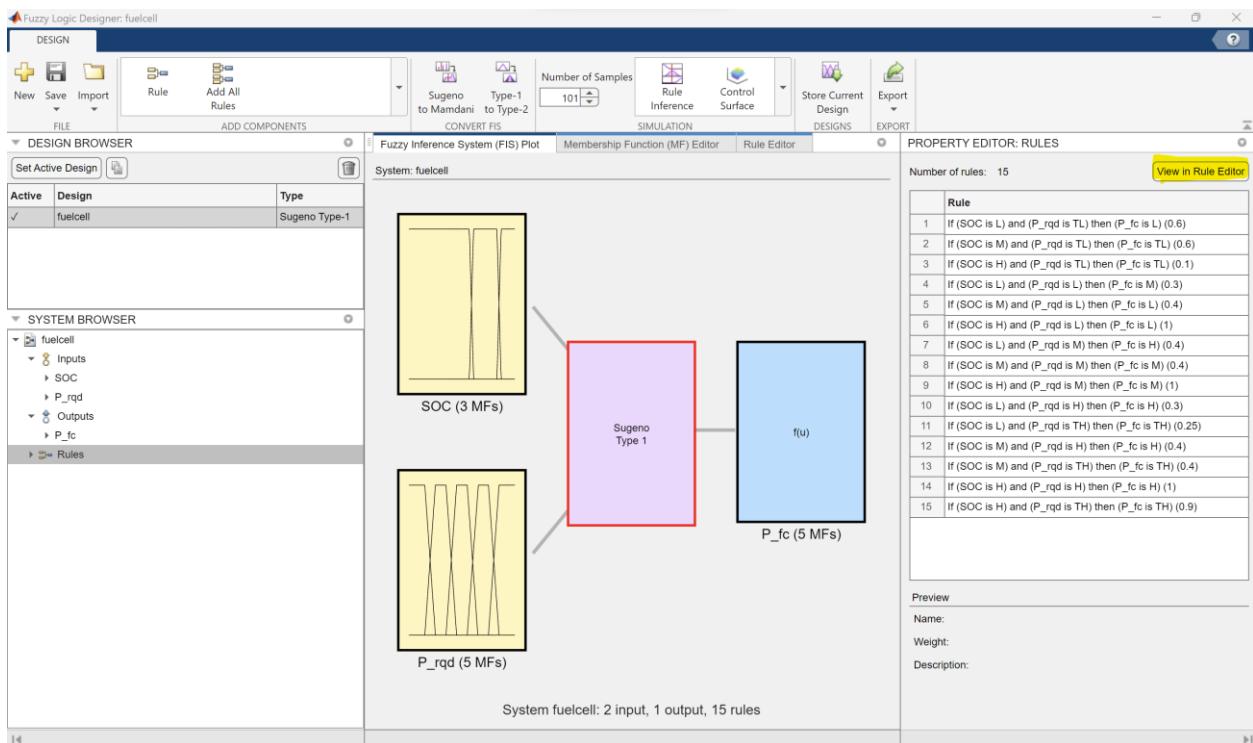 Fuzzy Logic Designer: fuelcell
DESIGN
?
New
Save
Import
Rule
Add All
Rules
Sugeno
to Mamdani
Type-1
to Type-2
Number of Samples
101
Rule
Inference
Control
Surface
Store Current
Design
Export
FILE
ADD COMPONENTS
CONVERT FIS
SIMULATION
DESIGNS
EXPORT
DESIGN BROWSER
Set Active Design
Active Design Type
✓ fuelcell Sugeno Type-1
SYSTEM BROWSER
fuelcell
Inputs
SOC
P_rqd
Outputs
P_fc
Rules
Fuzzy Inference System (FIS) Plot
Membership Function (MF) Editor
Rule Editor
System: fuelcell
SOC (3 MFs)
Sugeno
Type 1
f(u)
P_fc (5 MFs)
P_rqd (5 MFs)
System fuelcell: 2 input, 1 output, 15 rules
PROPERTY EDITOR: RULES
Number of rules: 15
View in Rule Editor
Rule
1 If (SOC is L) and (P_rqd is TL) then (P_fc is L) (0.6)
2 If (SOC is M) and (P_rqd is TL) then (P_fc is TL) (0.6)
3 If (SOC is H) and (P_rqd is TL) then (P_fc is TL) (0.1)
4 If (SOC is L) and (P_rqd is L) then (P_fc is M) (0.3)
5 If (SOC is M) and (P_rqd is L) then (P_fc is L) (0.4)
6 If (SOC is H) and (P_rqd is L) then (P_fc is L) (1)
7 If (SOC is L) and (P_rqd is M) then (P_fc is H) (0.4)
8 If (SOC is M) and (P_rqd is M) then (P_fc is M) (0.4)
9 If (SOC is H) and (P_rqd is M) then (P_fc is M) (1)
10 If (SOC is L) and (P_rqd is H) then (P_fc is H) (0.3)
11 If (SOC is L) and (P_rqd is TH) then (P_fc is TH) (0.25)
12 If (SOC is M) and (P_rqd is H) then (P_fc is H) (0.4)
13 If (SOC is M) and (P_rqd is TH) then (P_fc is TH) (0.4)
14 If (SOC is H) and (P_rqd is H) then (P_fc is H) (1)
15 If (SOC is H) and (P_rqd is TH) then (P_fc is TH) (0.9)
Preview
Name:
Weight:
Description: